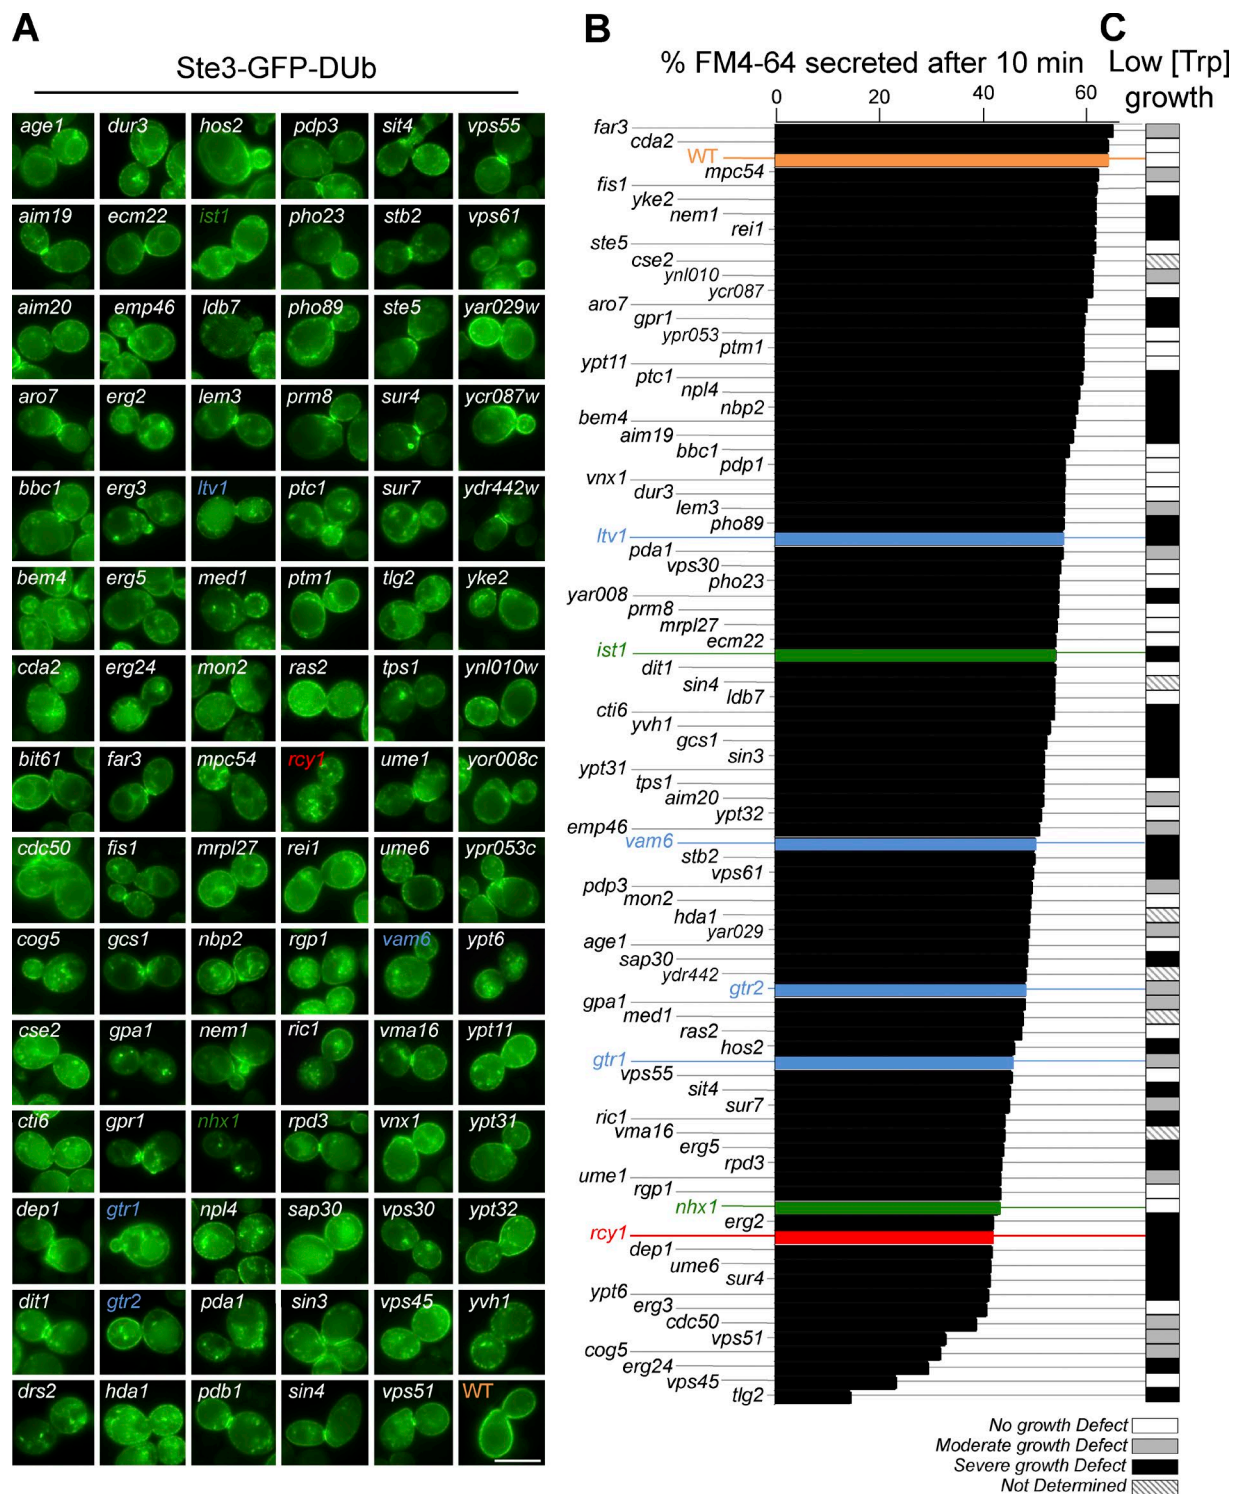 A
Ste3-GFP-DUb
age1 dur3 hos2 pdp3 sit4 vps55
aim19 ecm22 ist1 pho23 stb2 vps61
aim20 emp46 ldb7 pho89 ste5 yar029w
aro7 erg2 lem3 prm8 sur4 ycr087w
bbc1 erg3 ltv1 ptc1 sur7 ydr442w
bem4 erg5 med1 ptm1 tlg2 yke2
cda2 erg24 mon2 ras2 tps1 ynl010w
bit61 far3 mpc54 rcy1 ume1 yor008c
cdc50 fis1 mrpl27 rei1 ume6 ypr053c
cog5 gcs1 nbp2 rgp1 vam6 ypt6
cse2 gpa1 nem1 ric1 vma16 ypt11
cti6 gpr1 nhx1 rpd3 vnx1 ypt31
dep1 gtr1 npl4 sap30 vps30 ypt32
dit1 gtr2 pda1 sin3 vps45 yvh1
drs2 hda1 pdb1 sin4 vps51 WT
B
% FM4-64 secreted after 10 min
0 20 40 60
far3
cda2
WT
mpc54
fis1
yke2
nem1
rei1
ste5
cse2
ynl010
ycr087
aro7
gpr1
ypr053
ptm1
ypt11
ptc1
npl4
nbp2
bem4
aim19
bbc1
pdp1
vnx1
dur3
lem3
pho89
ltv1
pda1
vps30
pho23
yar008
prm8
mrpl27
ecm22
ist1
dit1
sin4
ldb7
cti6
yvh1
gcs1
sin3
ypt31
tps1
aim20
ypt32
emp46
vam6
stb2
vps61
pdp3
mon2
hda1
yar029
age1
sap30
ydr442
gtr2
gpa1
med1
ras2
hos2
gtr1
vps55
sit4
sur7
ric1
vma16
erg5
rpd3
ume1
rgp1
nhx1
erg2
rcy1
dep1
ume6
sur4
ypt6
erg3
cdc50
vps51
cog5
erg24
vps45
tlg2
C
Low [Trp]
growth
No growth Defect
Moderate growth Defect
Severe growth Defect
Not Determined